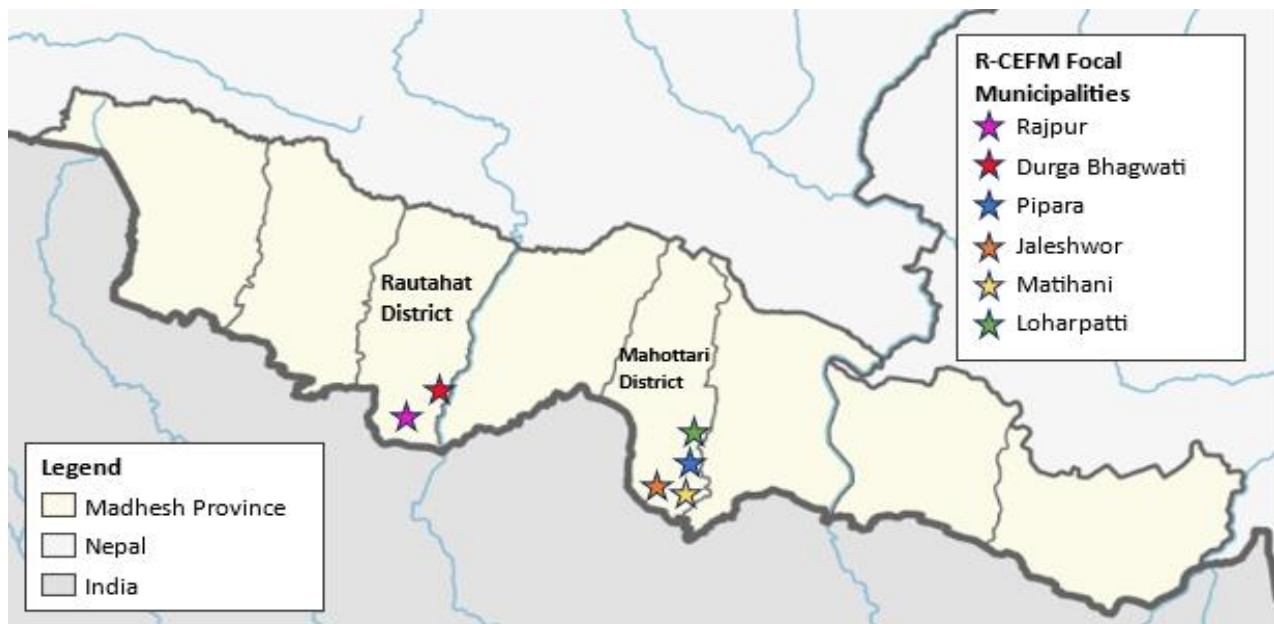 R-CEFM Focal
Municipalities
Rajpur
Durga Bhagwati
Pipara
Jaleshwor
Matihani
Loharpatti
Rautahat
District
Mahottari
District
Legend
Madhesh Province
Nepal
India